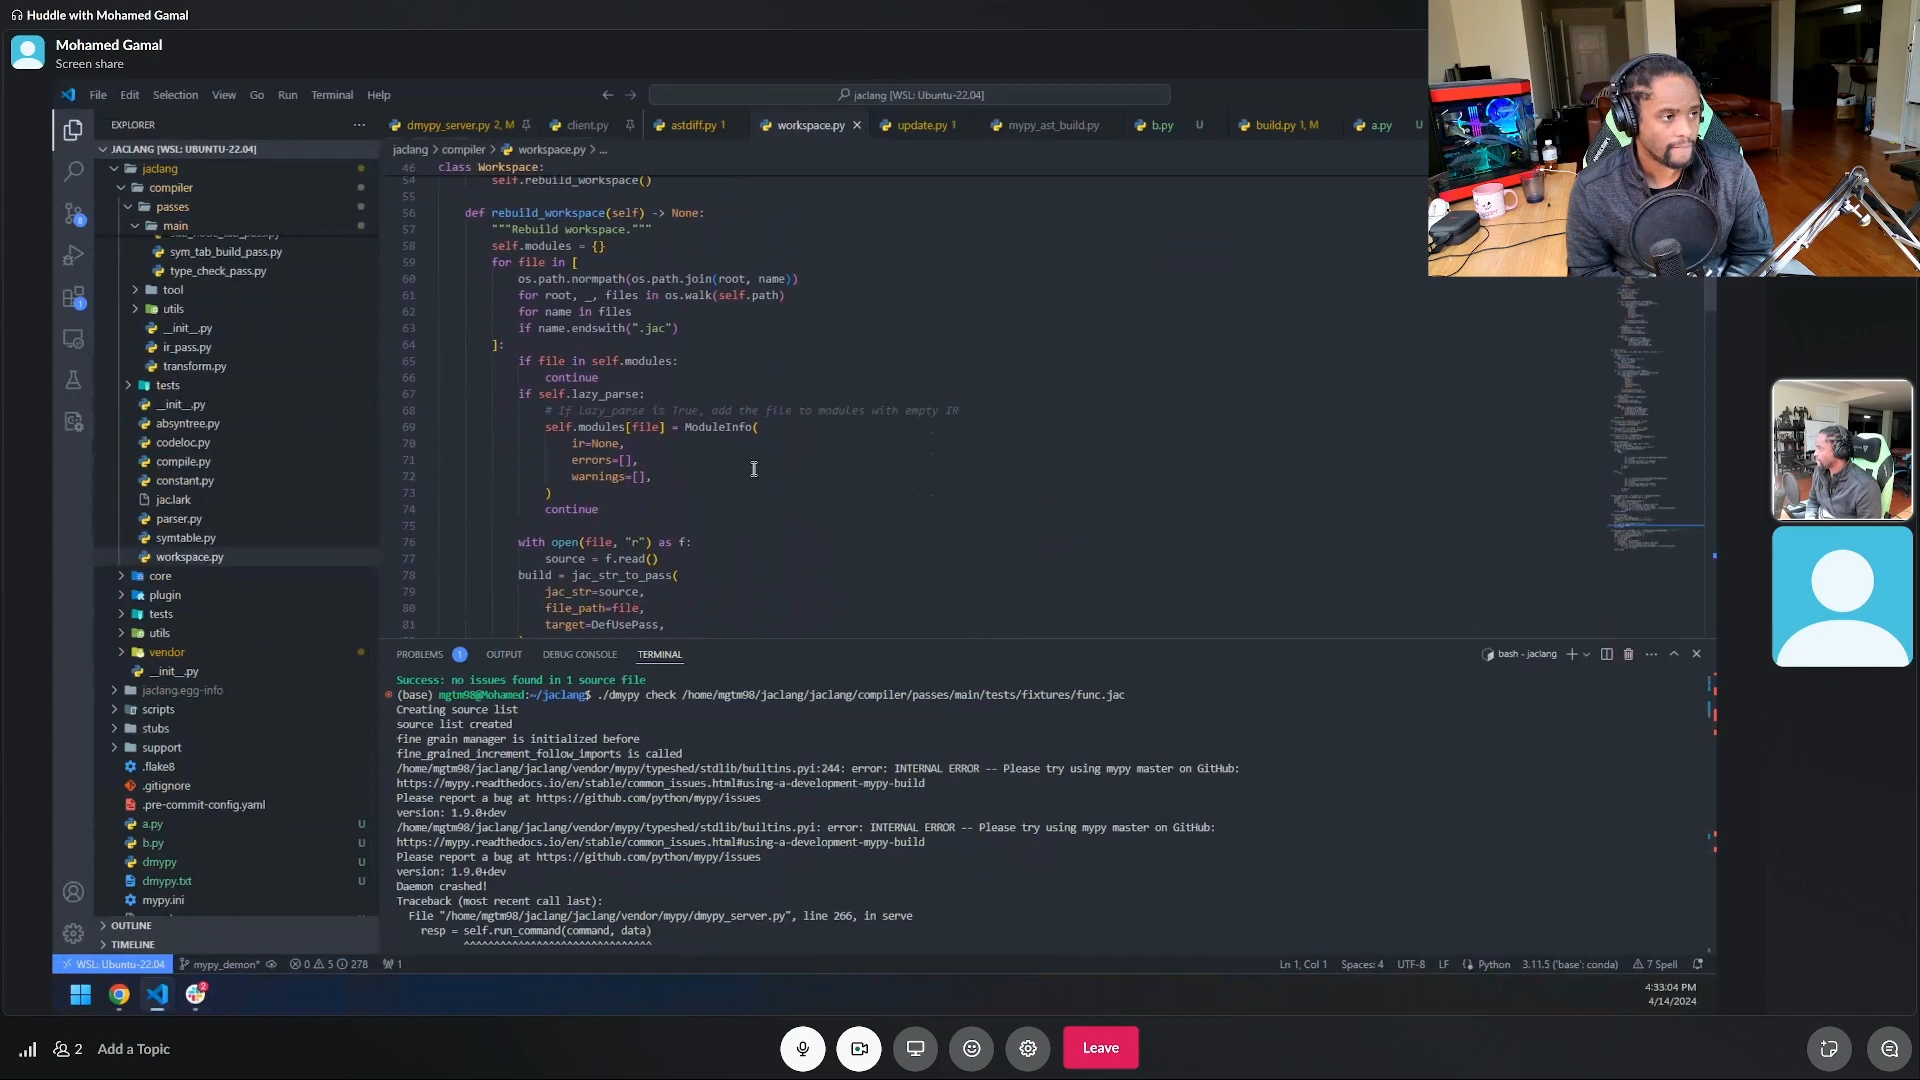 Huddle with Mohamed Gamal
Mohamed Gamal
Screen share
File Edit Selection View Go Run Terminal Help
jaclang [WSL: Ubuntu-22.04]
EXPLORER
dmypy_server.py 2, M client.py astdiff.py 1 workspace.py update.py 1 mypy_ast_build.py b.py U build.py 1, M a.py U
JACLANG [WSL: UBUNTU-22.04]
jaclang > compiler > workspace.py > ...
jaclang
compiler
passes
main
sym_tab_build_pass.py
type_check_pass.py
tool
utils
__init__.py
ir_pass.py
transform.py
tests
__init__.py
absyntree.py
codeloc.py
compile.py
constant.py
jac.lark
parser.py
symtable.py
workspace.py
core
plugin
tests
utils
vendor
__init__.py
jaclang.egg-info
scripts
stubs
support
.flake8
.gitignore
.pre-commit-config.yaml
a.py U
b.py U
dmypy U
dmypy.txt U
mypy.ini
OUTLINE
TIMELINE
46 class Workspace:
54 self.rebuild_workspace()
55
56 def rebuild_workspace(self) -> None:
57 """Rebuild workspace."""
58 self.modules = {}
59 for file in [
60 os.path.normpath(os.path.join(root, name))
61 for root, _, files in os.walk(self.path)
62 for name in files
63 if name.endswith(".jac")
64 ]:
65 if file in self.modules:
66 continue
67 if self.lazy_parse:
68 # If lazy_parse is True, add the file to modules with empty IR
69 self.modules[file] = ModuleInfo(
70 ir=None,
71 errors=[],
72 warnings=[],
73 )
74 continue
75
76 with open(file, "r") as f:
77 source = f.read()
78 build = jac_str_to_pass(
79 jac_str=source,
80 file_path=file,
81 target=DefUsePass,
PROBLEMS 1 OUTPUT DEBUG CONSOLE TERMINAL
bash - jaclang
Success: no issues found in 1 source file
(base) mgtm98@Mohamed:~/jaclang$ ./dmypy check /home/mgtm98/jaclang/jaclang/compiler/passes/main/tests/fixtures/func.jac
Creating source list
source list created
fine grain manager is initialized before
fine_grained_increment_follow_imports is called
/home/mgtm98/jaclang/jaclang/vendor/mypy/typeshed/stdlib/builtins.pyi:244: error: INTERNAL ERROR -- Please try using mypy master on GitHub:
https://mypy.readthedocs.io/en/stable/common_issues.html#using-a-development-mypy-build
Please report a bug at https://github.com/python/mypy/issues
version: 1.9.0+dev
/home/mgtm98/jaclang/jaclang/vendor/mypy/typeshed/stdlib/builtins.pyi: error: INTERNAL ERROR -- Please try using mypy master on GitHub:
https://mypy.readthedocs.io/en/stable/common_issues.html#using-a-development-mypy-build
Please report a bug at https://github.com/python/mypy/issues
version: 1.9.0+dev
Daemon crashed!
Traceback (most recent call last):
File "/home/mgtm98/jaclang/jaclang/vendor/mypy/dmypy_server.py", line 266, in serve
resp = self.run_command(command, data)
^^^^^^^^^^^^^^^^^^^^^^^^^^^^^^^
WSL: Ubuntu-22.04 mypy_demon* 0 5 278 1 Ln 1, Col 1 Spaces: 4 UTF-8 LF Python 3.11.5 ('base': conda) 7 Spell
4:33:04 PM
4/14/2024
2 Add a Topic
Leave